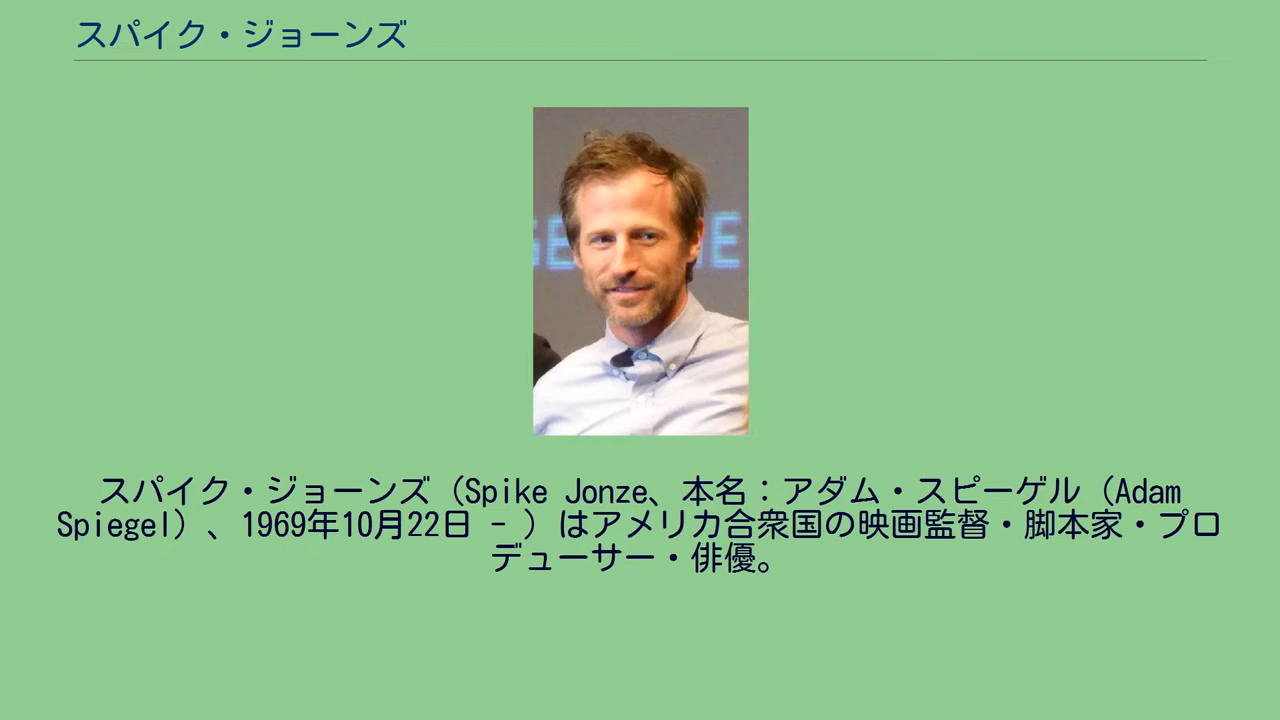 スパイク・ジョーンズ
スパイク・ジョーンズ（Spike Jonze、本名：アダム・スピーゲル（Adam
Spiegel）、1969年10月22日 - ）はアメリカ合衆国の映画監督・脚本家・プロ
デューサー・俳優。